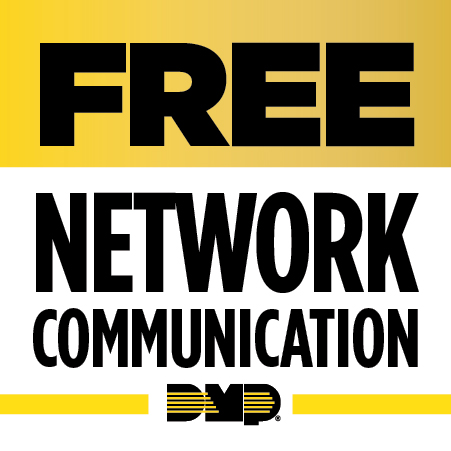 FREE
NETWORK
COMMUNICATION
DMP®